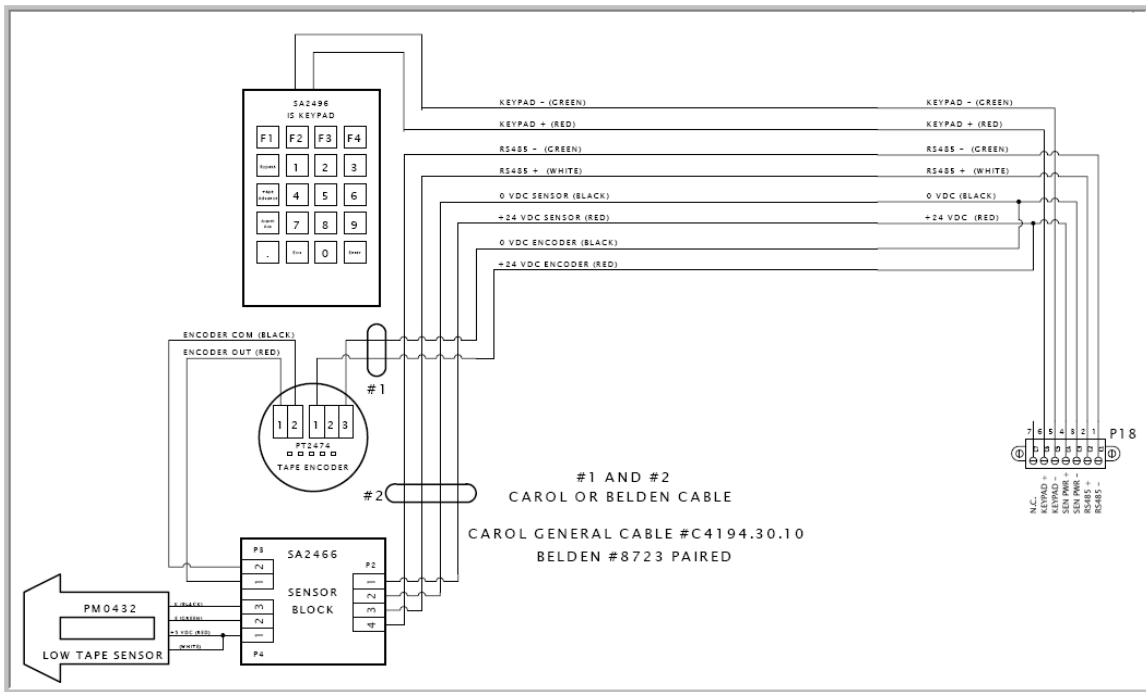 SA2496
IS KEYPAD
F1 F2 F3 F4
Bypass 1 2 3
Tape Advance 4 5 6
7 8 9
. 0 Enter
KEYPAD - (GREEN)
KEYPAD + (RED)
RS485 - (GREEN)
RS485 + (WHITE)
0 VDC SENSOR (BLACK)
+24 VDC SENSOR (RED)
0 VDC ENCODER (BLACK)
+24 VDC ENCODER (RED)
KEYPAD - (GREEN)
KEYPAD + (RED)
RS485 - (GREEN)
RS485 + (WHITE)
0 VDC (BLACK)
+24 VDC (RED)
ENCODER COM (BLACK)
ENCODER OUT (RED)
#1
1 2 1 2 3
PT2474
TAPE ENCODER
#2
#1 AND #2
CAROL OR BELDEN CABLE
CAROL GENERAL CABLE #C4194.30.10
BELDEN #8723 PAIRED
7 6 5 4 3 2 1
P18
N.C.
KEYPAD +
KEYPAD -
SEN PWR +
SEN PWR -
RS485 +
RS485 -
P3
SA2466
P2
2
1
SENSOR
BLOCK
1
2
3
4
3
2
1
P4
PM0432
LOW TAPE SENSOR
(BLACK)
(GREEN)
+5 VDC (RED)
(WHITE)